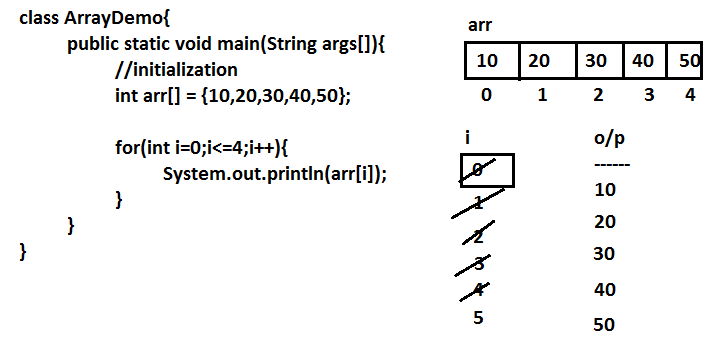 class ArrayDemo{
public static void main(String args[]){
//initialization
int arr[] = {10,20,30,40,50};
for(int i=0;i<=4;i++){
System.out.println(arr[i]);
}
}
}
arr
10 20 30 40 50
0 1 2 3 4
i o/p
------
0 10
1 20
2 30
3 40
4 50
5